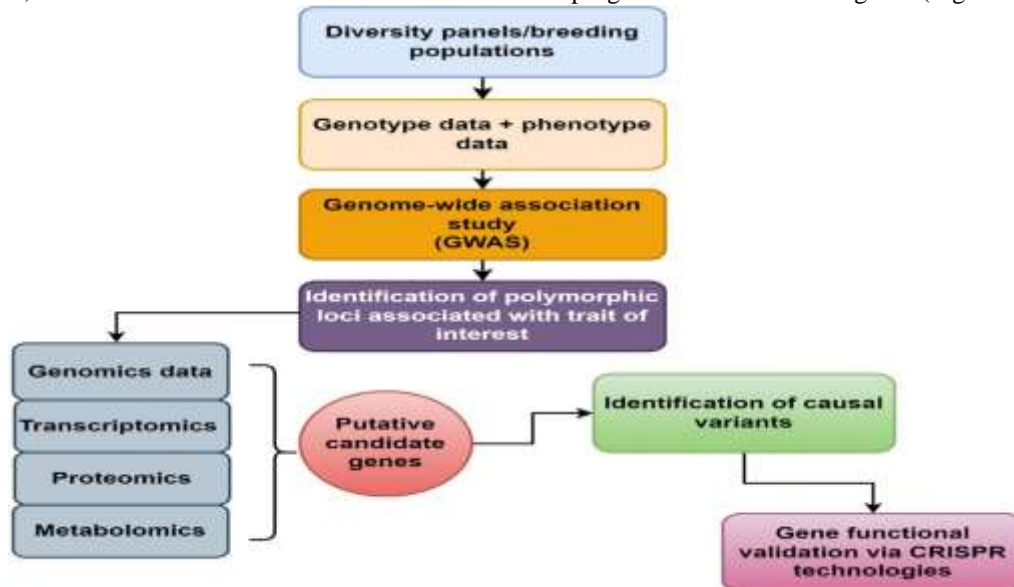 Diversity panels/breeding
populations
Genotype data + phenotype
data
Genome-wide association
study
(GWAS)
Identification of polymorphic
loci associated with trait of
interest
Genomics data
Transcriptomics
Proteomics
Metabolomics
Putative
candidate
genes
Identification of causal
variants
Gene functional
validation via CRISPR
technologies